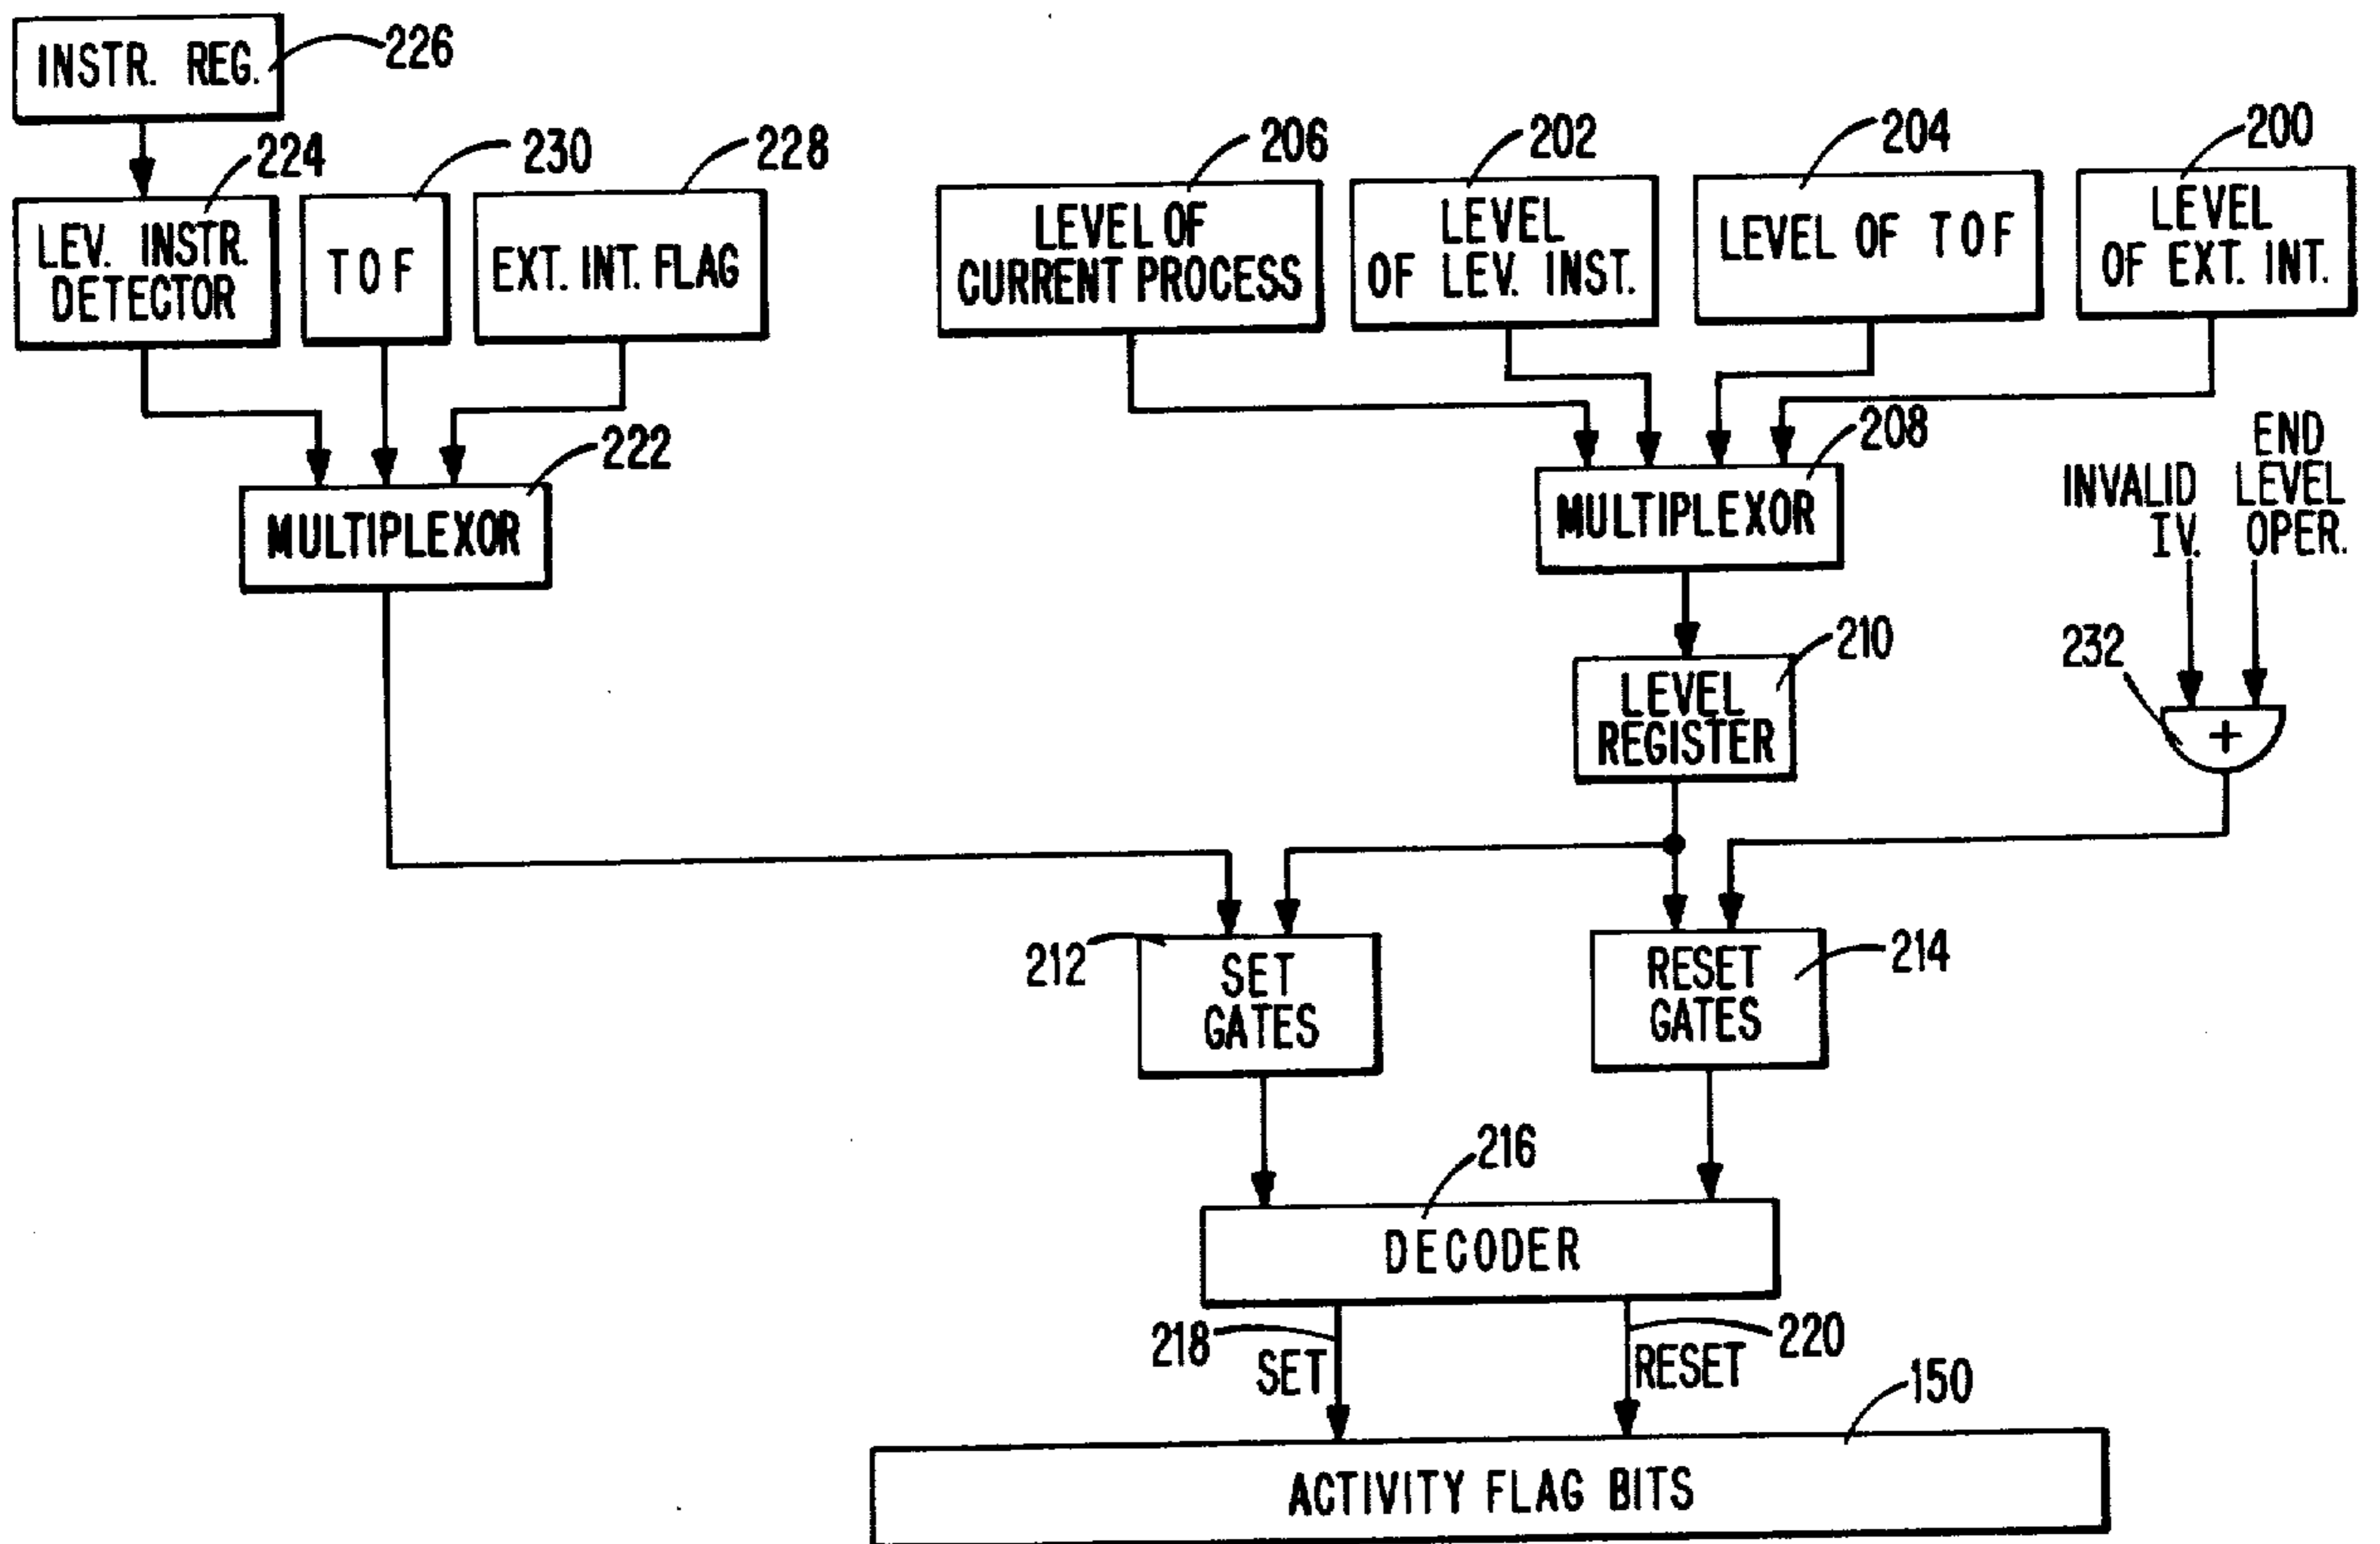 INSTR. REG.
226
224
230
228
206
202
204
200
LEV. INSTR.
DETECTOR
TOF
EXT. INT. FLAG
LEVEL OF
CURRENT PROCESS
LEVEL
OF LEV. INST.
LEVEL OF TOF
LEVEL
OF EXT. INT.
222
MULTIPLEXOR
208
MULTIPLEXOR
INVALID
IV.
END
LEVEL
OPER.
210
LEVEL
REGISTER
232
+
212
SET
GATES
RESET
GATES
214
216
DECODER
218
SET
RESET
220
150
ACTIVITY FLAG BITS